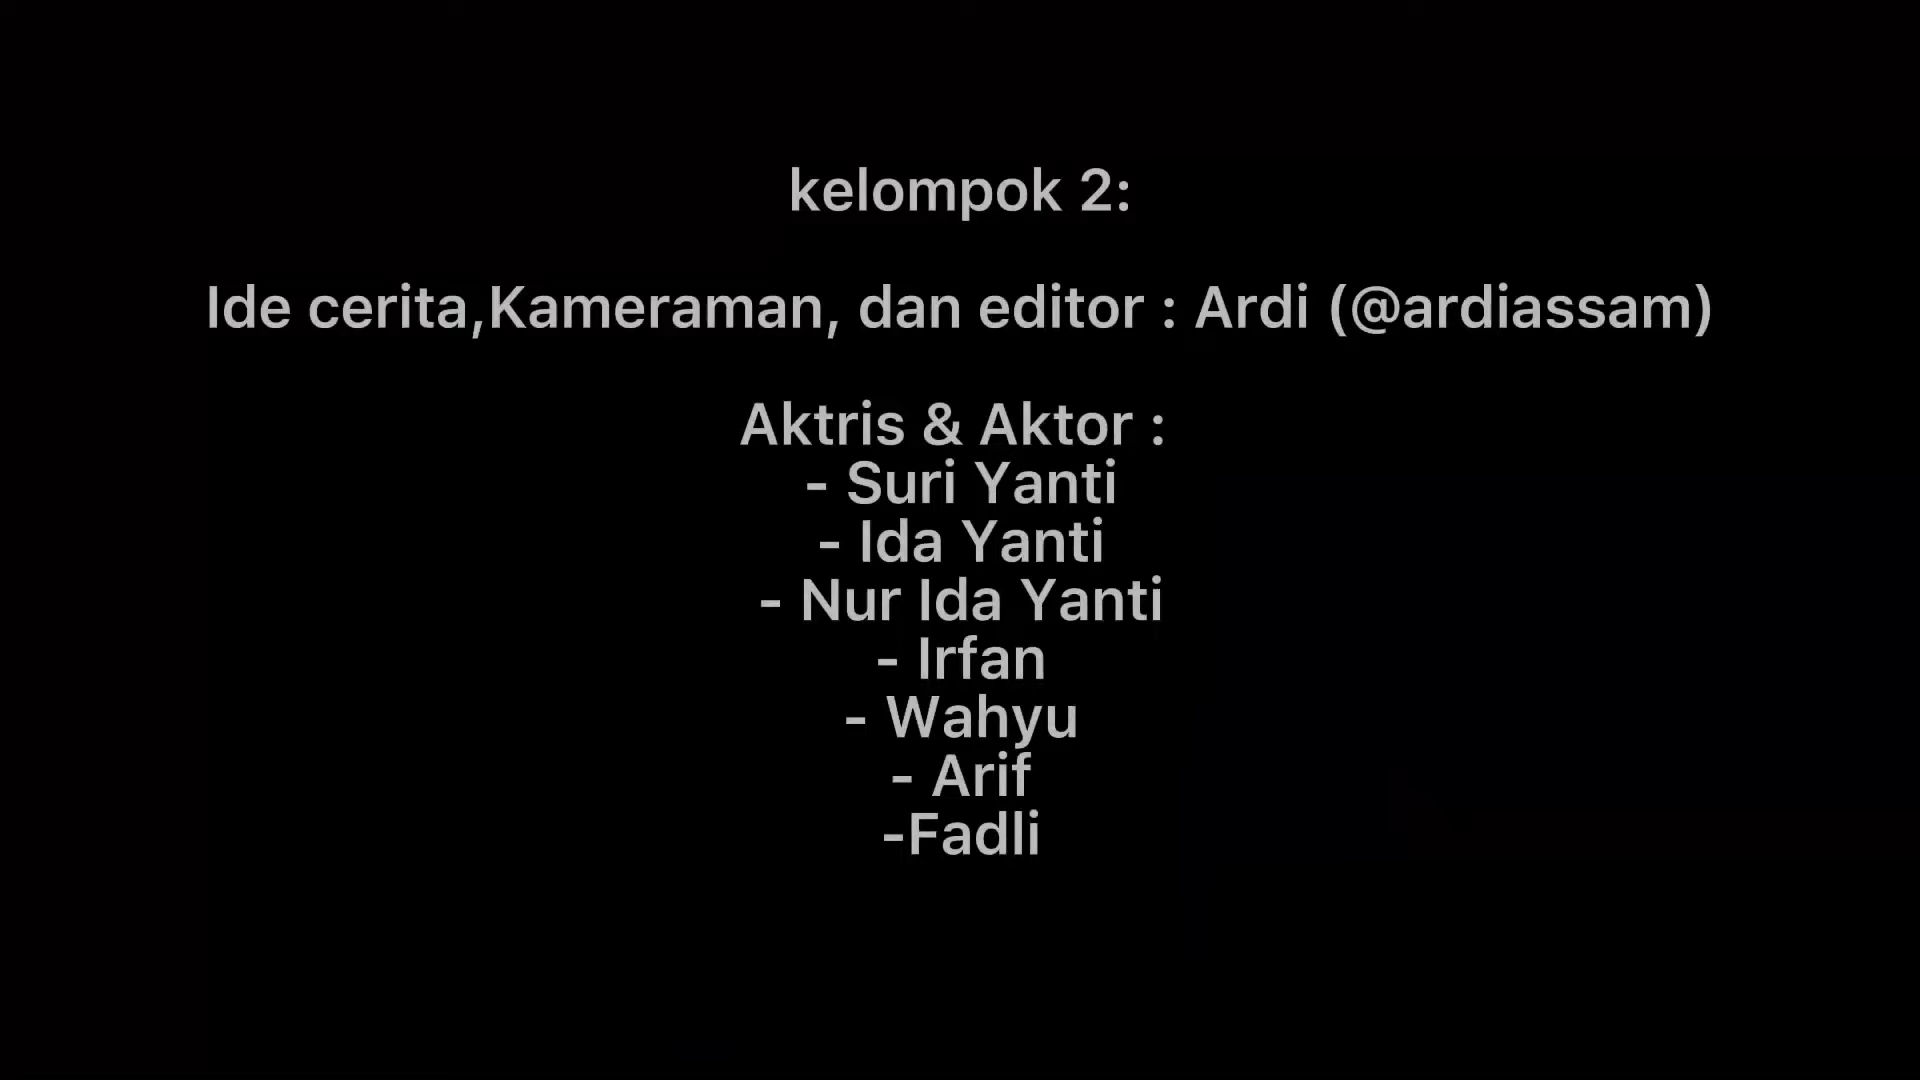 kelompok 2:
Ide cerita,Kameraman, dan editor : Ardi (@ardiassam)
Aktris & Aktor :
- Suri Yanti
- Ida Yanti
- Nur Ida Yanti
- Irfan
- Wahyu
- Arif
-Fadli